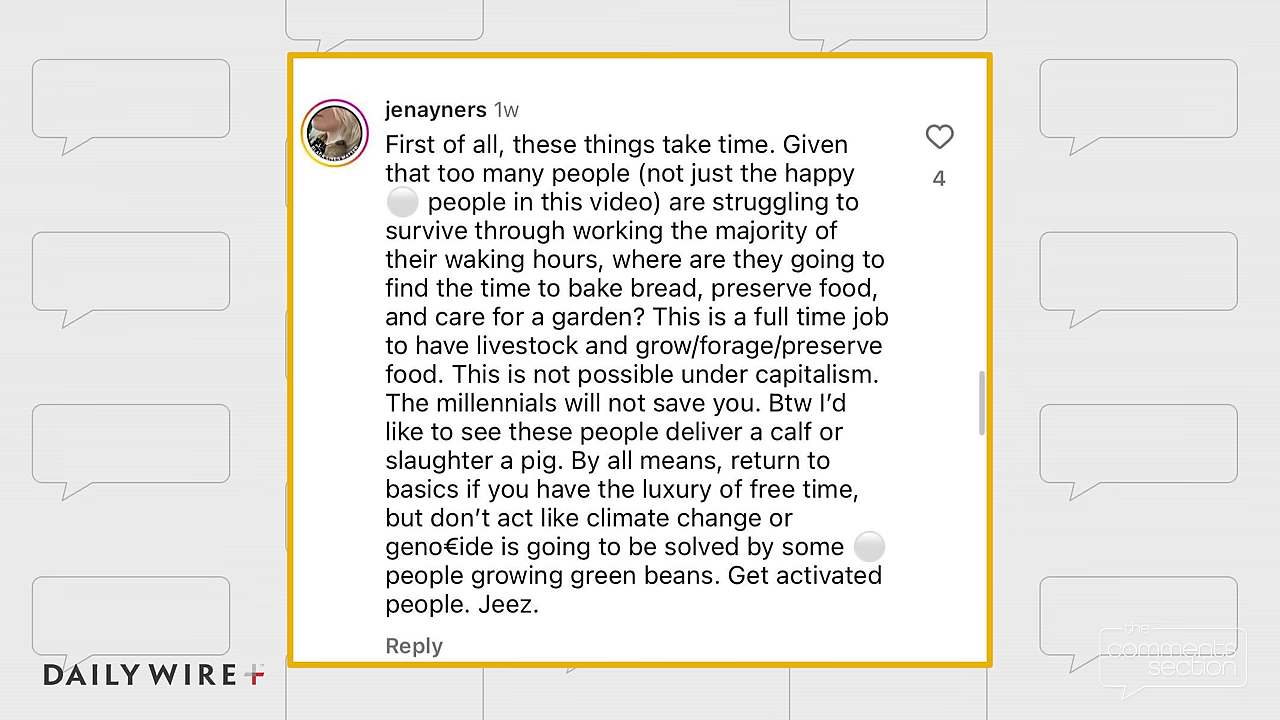 jenayners 1w
First of all, these things take time. Given
that too many people (not just the happy
⚪ people in this video) are struggling to
survive through working the majority of
their waking hours, where are they going to
find the time to bake bread, preserve food,
and care for a garden? This is a full time job
to have livestock and grow/forage/preserve
food. This is not possible under capitalism.
The millennials will not save you. Btw I’d
like to see these people deliver a calf or
slaughter a pig. By all means, return to
basics if you have the luxury of free time,
but don’t act like climate change or
geno€ide is going to be solved by some ⚪
people growing green beans. Get activated
people. Jeez.
Reply
4
DAILYWIRE+
the
comments
section